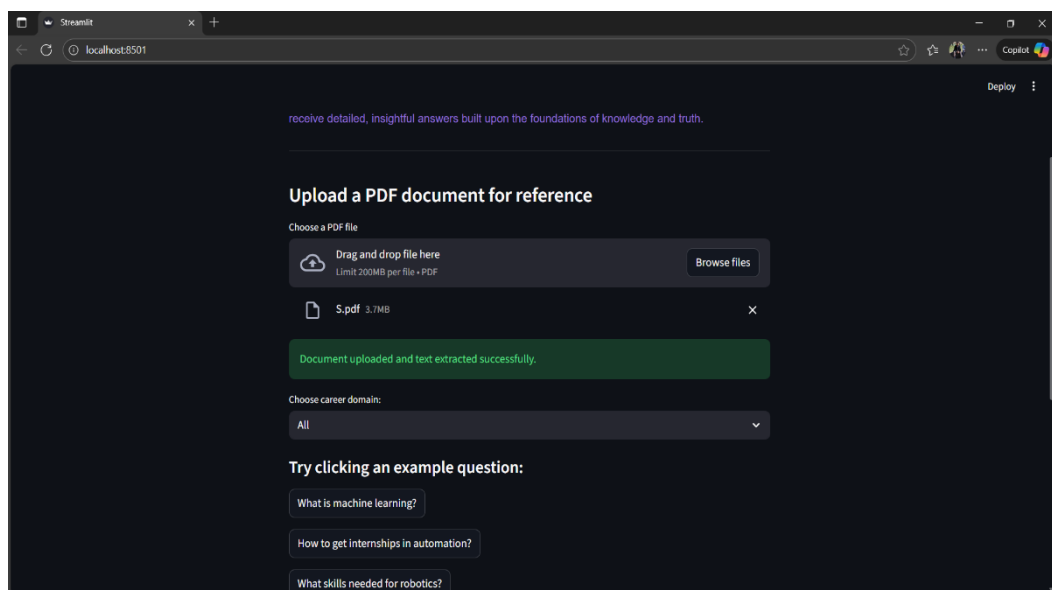 Streamlit
localhost:8501
Copilot
Deploy
receive detailed, insightful answers built upon the foundations of knowledge and truth.
Upload a PDF document for reference
Choose a PDF file
Drag and drop file here
Limit 200MB per file • PDF
Browse files
S.pdf 3.7MB
Document uploaded and text extracted successfully.
Choose career domain:
All
Try clicking an example question:
What is machine learning?
How to get internships in automation?
What skills needed for robotics?